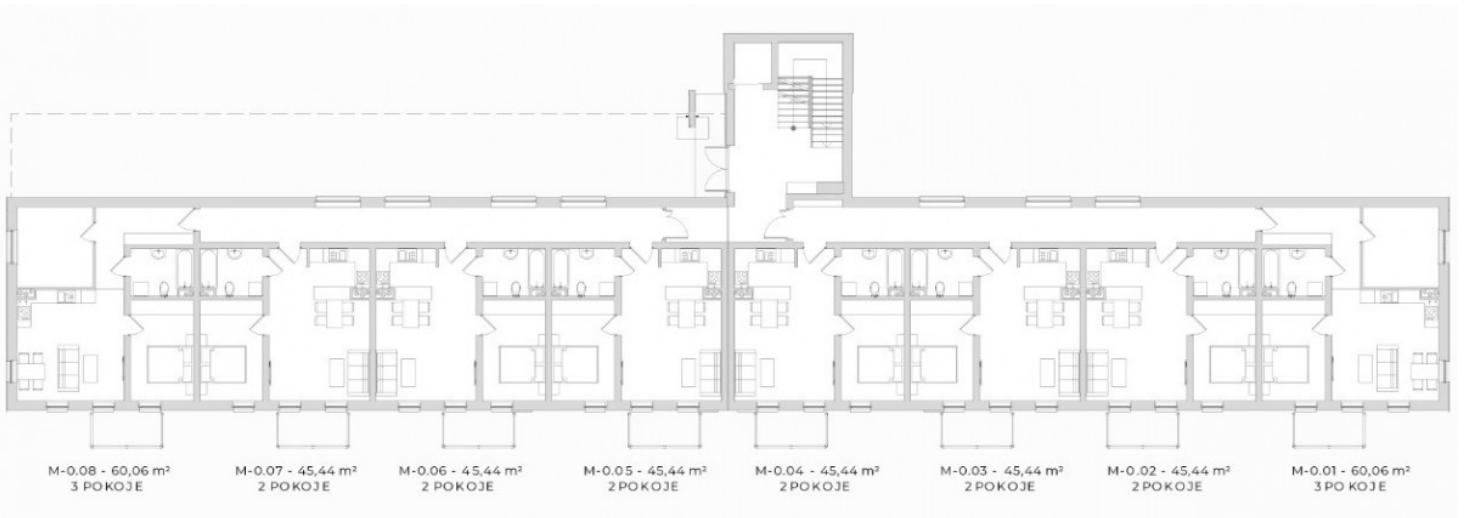 M-0.08 - 60,06 m²
3 POKOJE
M-0.07 - 45,44 m²
2 POKOJE
M-0.06 - 45,44 m²
2 POKOJE
M-0.05 - 45,44 m²
2 POKOJE
M-0.04 - 45,44 m²
2 POKOJE
M-0.03 - 45,44 m²
2 POKOJE
M-0.02 - 45,44 m²
2 POKOJE
M-0.01 - 60,06 m²
3 POKOJE